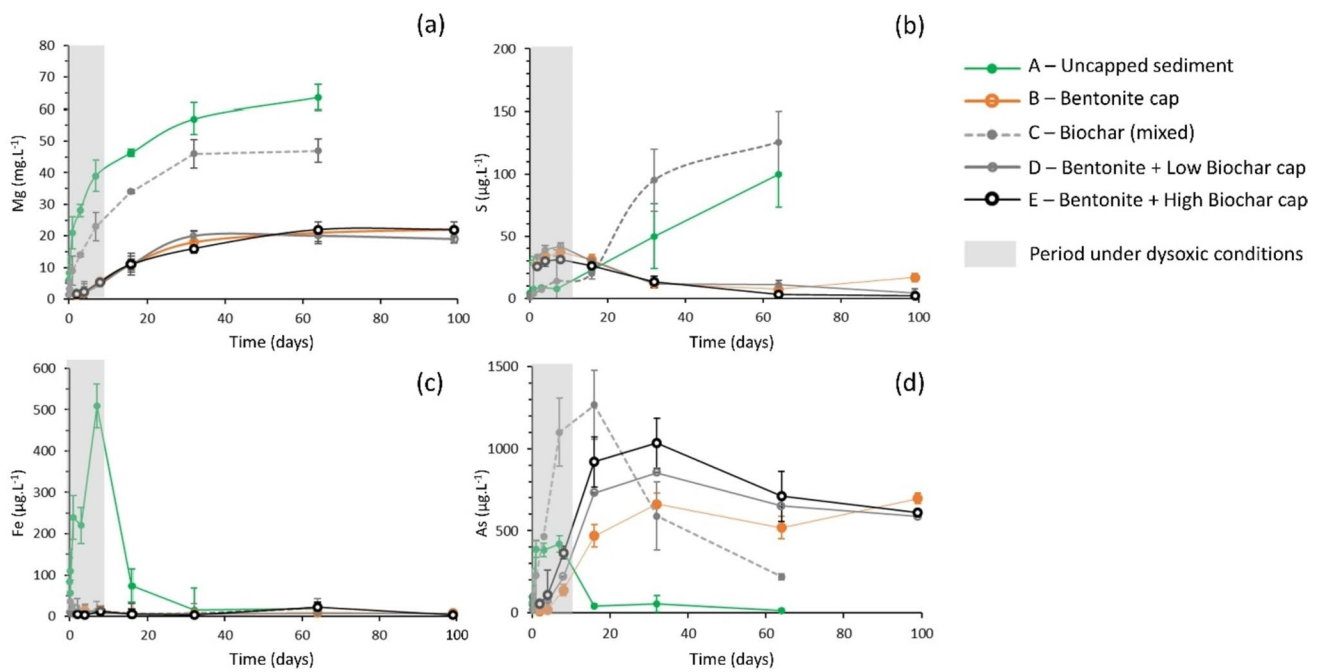 (a)
80
70
60
50
40
30
20
10
0
Mg (mg.L-1)
0 20 40 60 80 100
Time (days)
(b)
200
150
100
50
0
S (µg.L-1)
0 20 40 60 80 100
Time (days)
A – Uncapped sediment
B – Bentonite cap
C – Biochar (mixed)
D – Bentonite + Low Biochar cap
E – Bentonite + High Biochar cap
Period under dysoxic conditions
(c)
600
500
400
300
200
100
0
Fe (µg.L-1)
0 20 40 60 80 100
Time (days)
(d)
1500
1000
500
0
As (µg.L-1)
0 20 40 60 80 100
Time (days)